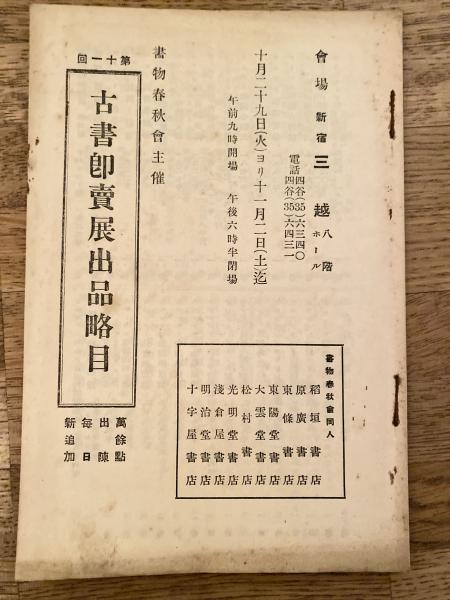 會場 新宿 三越 八階ホール
電話 四谷(35)六三四〇
四谷(35)六四三一
十月二十九日(火)ヨリ十一月二日(土)迄
午前九時開場 午後六時半閉場
書物春秋會主催
第十一回
古書卽賣展出品略目
萬餘點
出陳
每日
新追加
書物春秋會同人
稻垣書店
原廣書店
東條書店
東陽堂書店
大雲堂書店
松村書店
光明堂書店
淺倉屋書店
明治堂書店
十字屋書店